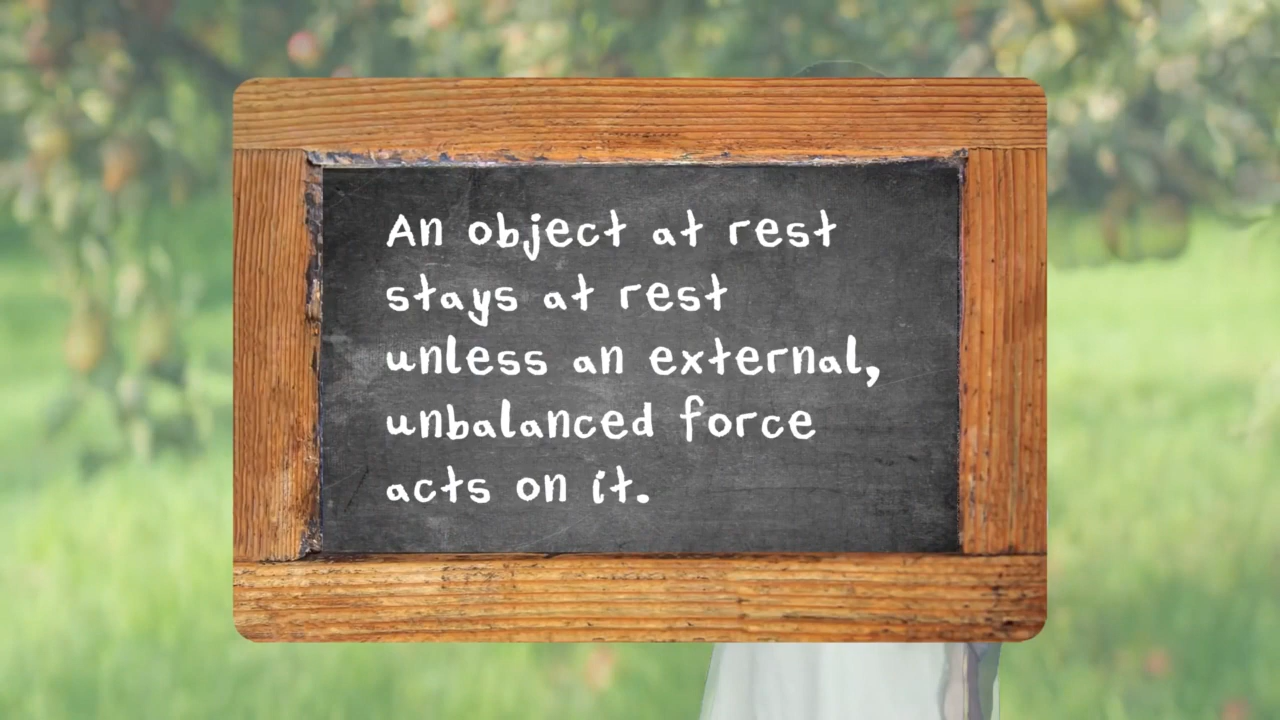 An object at rest
stays at rest
unless an external,
unbalanced force
acts on it.